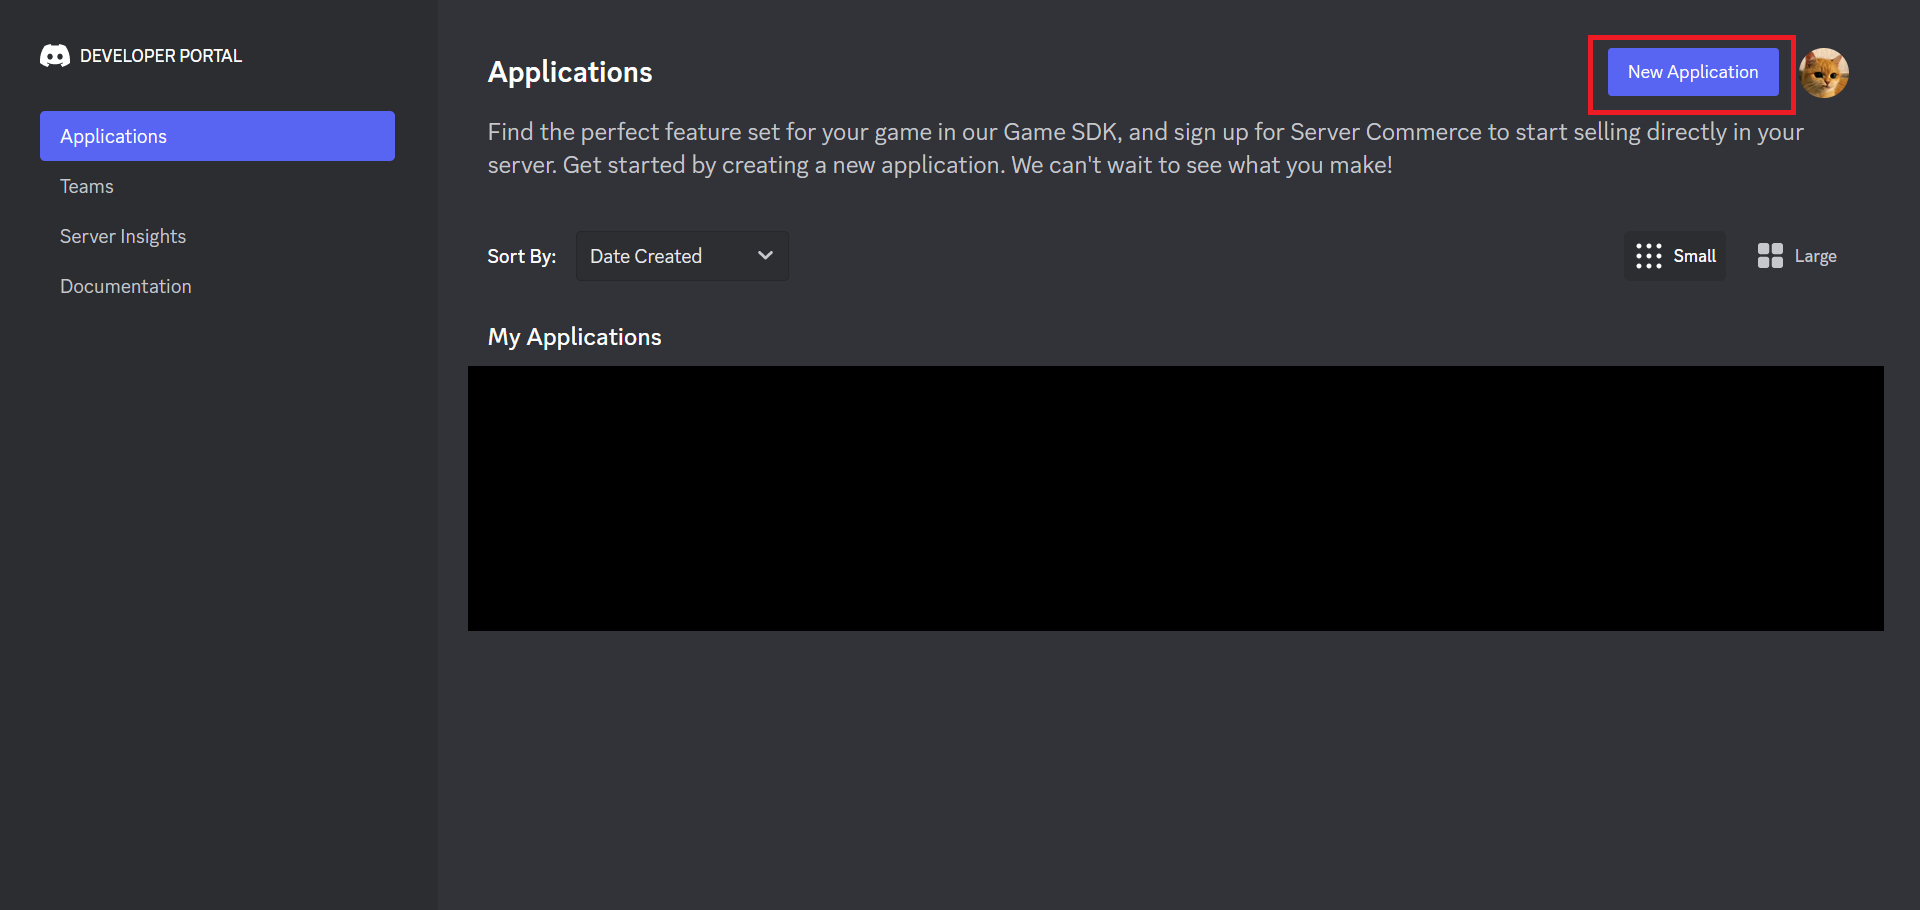 DEVELOPER PORTAL
Applications
Teams
Server Insights
Documentation
Applications
New Application
Find the perfect feature set for your game in our Game SDK, and sign up for Server Commerce to start selling directly in your
server. Get started by creating a new application. We can't wait to see what you make!
Sort By:
Date Created
Small
Large
My Applications